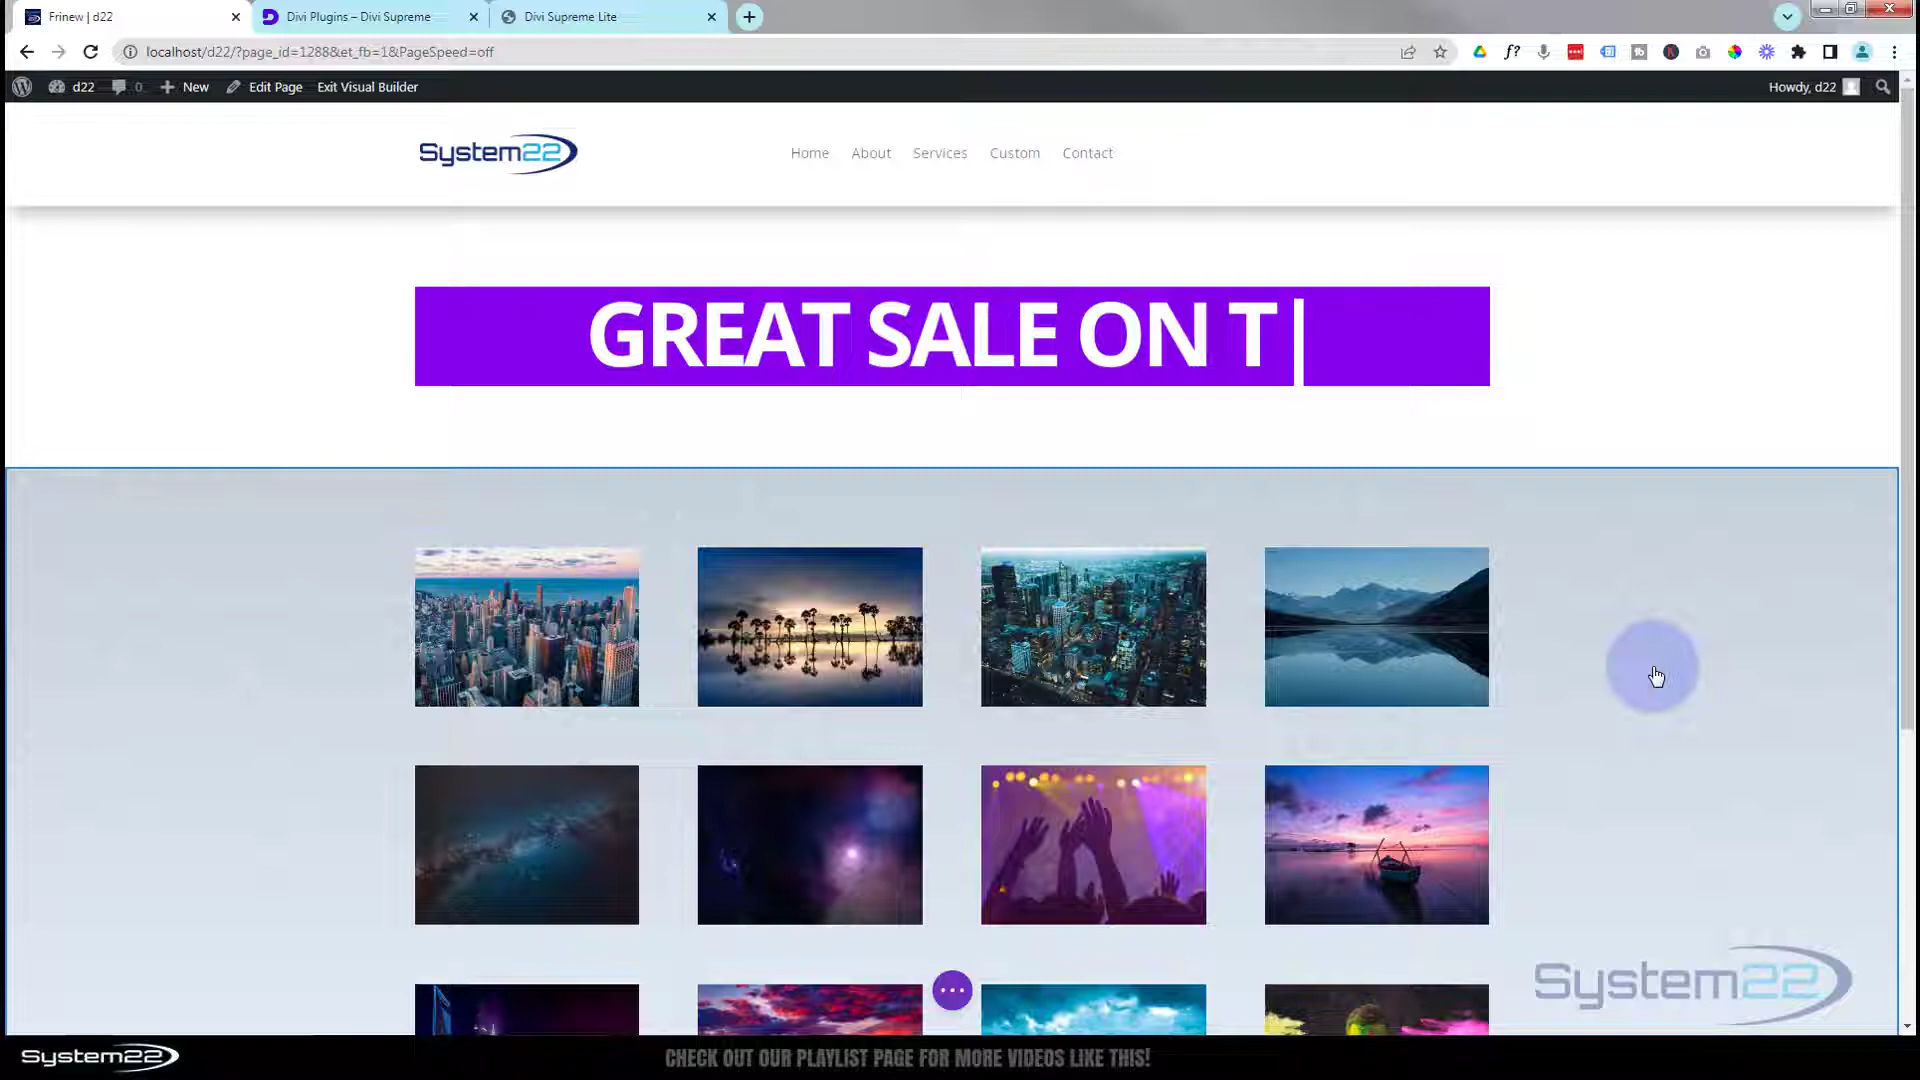 Frinew | d22
Divi Plugins – Divi Supreme
Divi Supreme Lite
localhost/d22/?page_id=1288&et_fb=1&PageSpeed=off
f?
d22
0
New
Edit Page
Exit Visual Builder
Howdy, d22
System22
Home
About
Services
Custom
Contact
GREAT SALE ON T
System22
System22
CHECK OUT OUR PLAYLIST PAGE FOR MORE VIDEOS LIKE THIS!